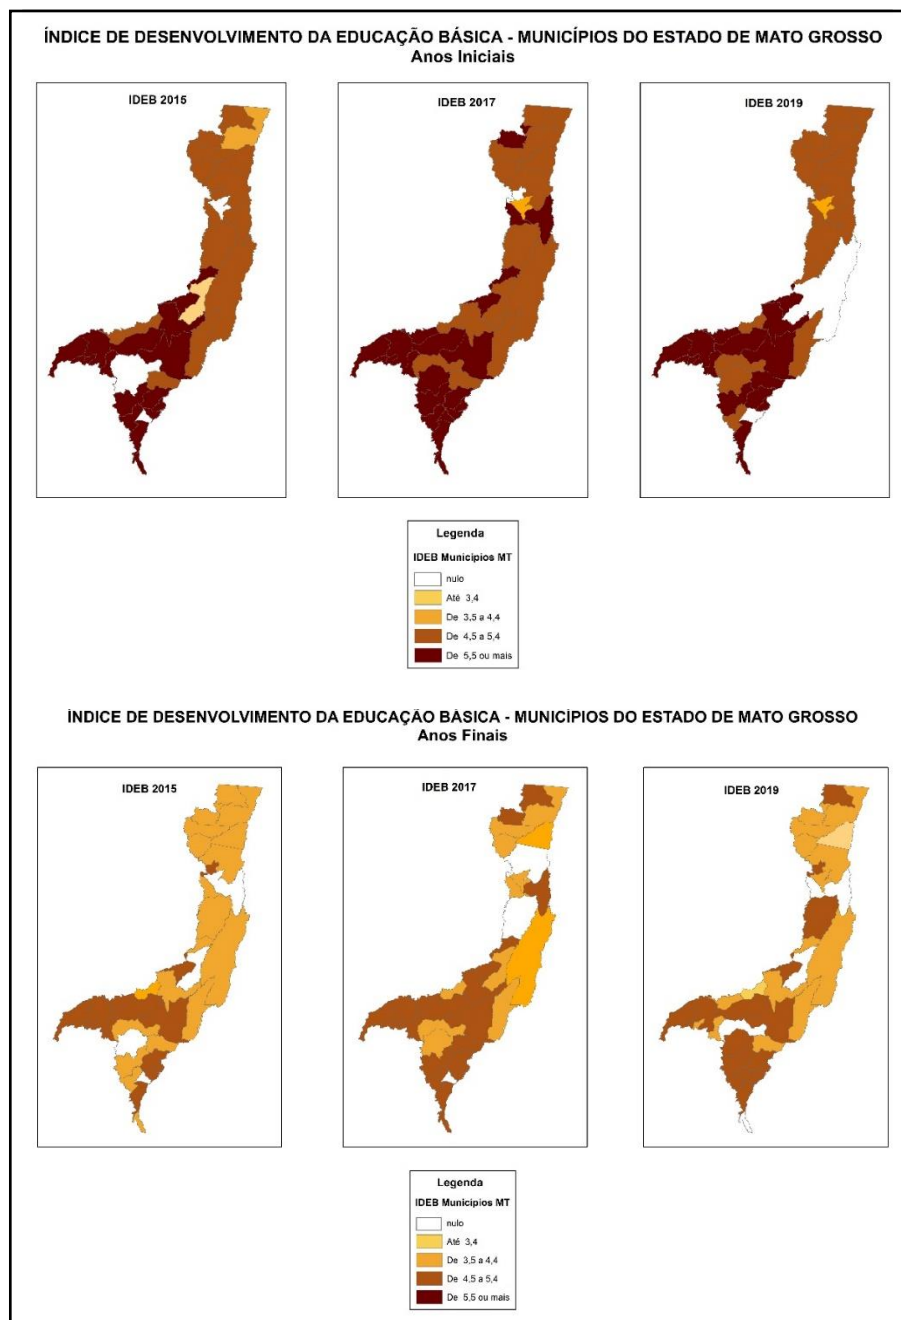 ÍNDICE DE DESENVOLVIMENTO DA EDUCAÇÃO BÁSICA - MUNICÍPIOS DO ESTADO DE MATO GROSSO
Anos Iniciais
IDEB 2015
IDEB 2017
IDEB 2019
Legenda
IDEB Municípios MT
nulo
Até 3,4
De 3,5 a 4,4
De 4,5 a 5,4
De 5,5 ou mais
ÍNDICE DE DESENVOLVIMENTO DA EDUCAÇÃO BÁSICA - MUNICÍPIOS DO ESTADO DE MATO GROSSO
Anos Finais
IDEB 2015
IDEB 2017
IDEB 2019
Legenda
IDEB Municípios MT
nulo
Até 3,4
De 3,5 a 4,4
De 4,5 a 5,4
De 5,5 ou mais